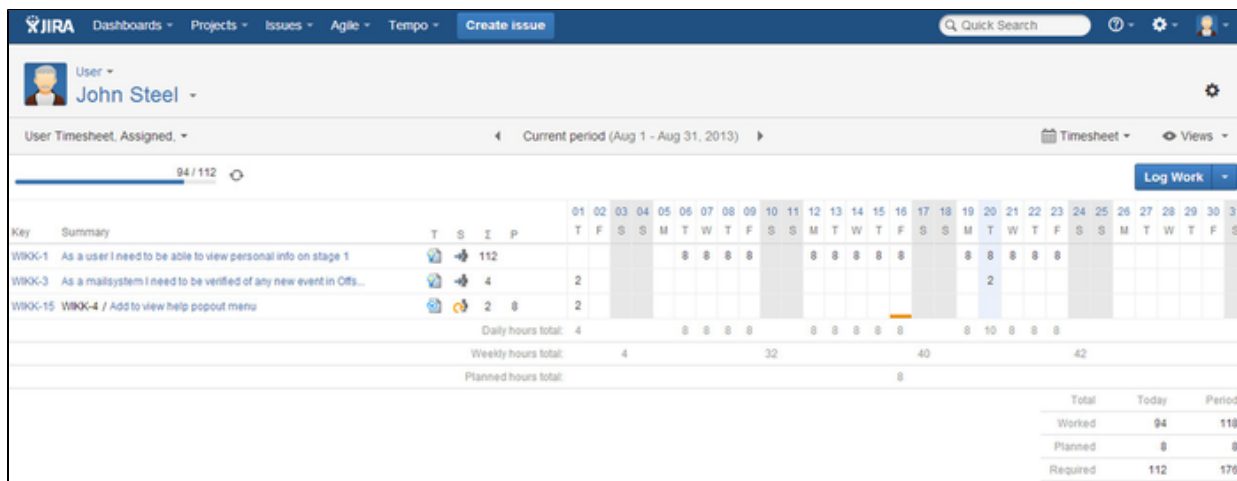 JIRA Dashboards Projects Issues Agile Tempo Create issue Quick Search
User
John Steel
User Timesheet, Assigned, Current period (Aug 1 - Aug 31, 2013) Timesheet Views
94 / 112 Log Work
01 02 03 04 05 06 07 08 09 10 11 12 13 14 15 16 17 18 19 20 21 22 23 24 25 26 27 28 29 30
Key Summary T S Σ P T F S S M T W T F S S M T W T F S S M T W T F S S M T W T F
WIKK-1 As a user I need to be able to view personal info on stage 1 112 8 8 8 8 8 8 8 8 8 8 8 8 8 8
WIKK-3 As a mailsystem I need to be verified of any new event in Offs... 4 2 2
WIKK-15 WIKK-4 / Add to view help popout menu 2 8 2
Daily hours total: 4 8 8 8 8 8 8 8 8 8 8 10 8 8 8
Weekly hours total: 4 32 40 42
Planned hours total: 8
Total Today Period
Worked 94 118
Planned 8 8
Required 112 176